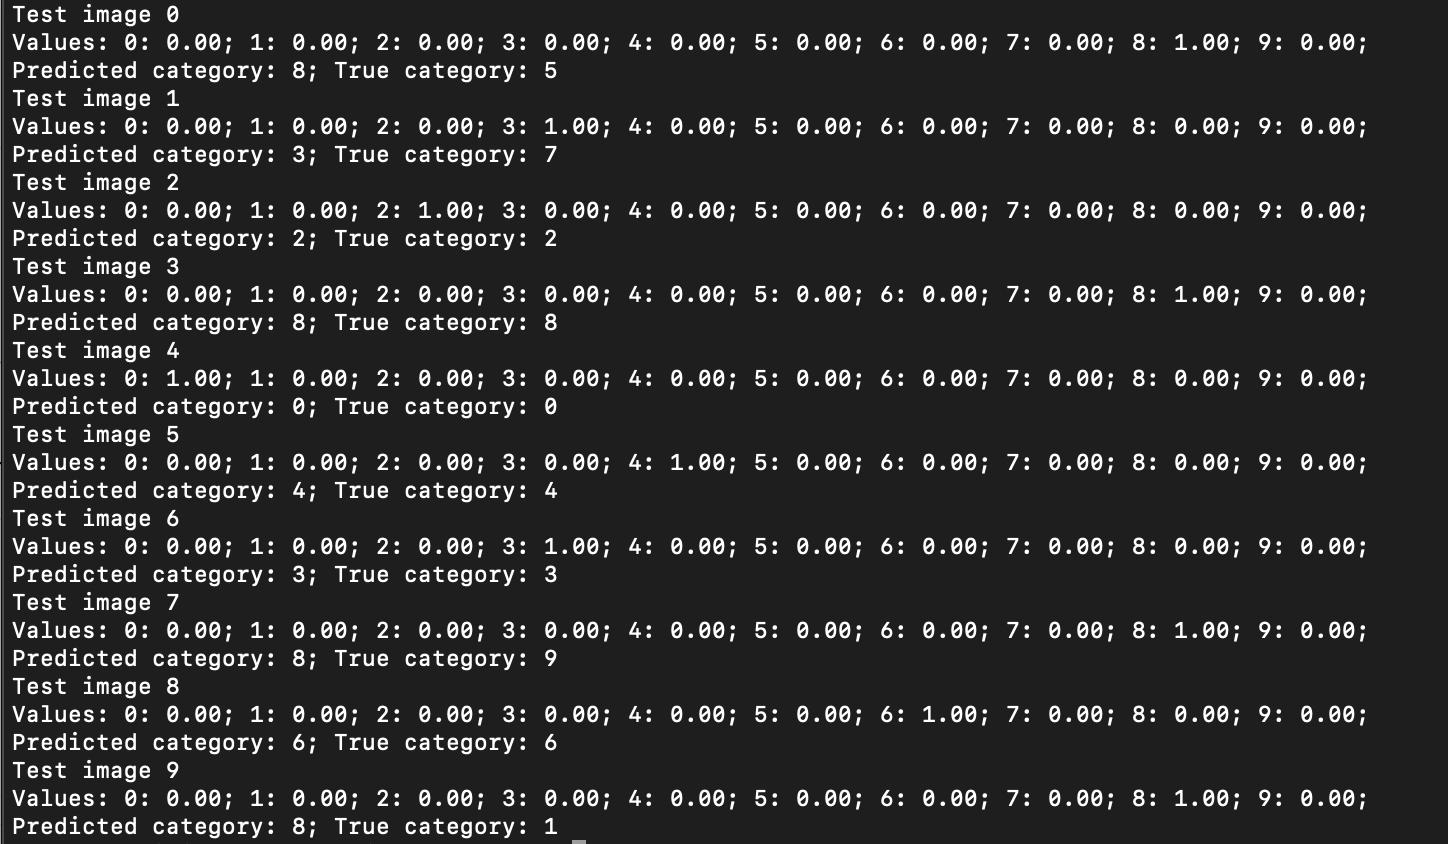 Test image 0
Values: 0: 0.00; 1: 0.00; 2: 0.00; 3: 0.00; 4: 0.00; 5: 0.00; 6: 0.00; 7: 0.00; 8: 1.00; 9: 0.00;
Predicted category: 8; True category: 5
Test image 1
Values: 0: 0.00; 1: 0.00; 2: 0.00; 3: 1.00; 4: 0.00; 5: 0.00; 6: 0.00; 7: 0.00; 8: 0.00; 9: 0.00;
Predicted category: 3; True category: 7
Test image 2
Values: 0: 0.00; 1: 0.00; 2: 1.00; 3: 0.00; 4: 0.00; 5: 0.00; 6: 0.00; 7: 0.00; 8: 0.00; 9: 0.00;
Predicted category: 2; True category: 2
Test image 3
Values: 0: 0.00; 1: 0.00; 2: 0.00; 3: 0.00; 4: 0.00; 5: 0.00; 6: 0.00; 7: 0.00; 8: 1.00; 9: 0.00;
Predicted category: 8; True category: 8
Test image 4
Values: 0: 1.00; 1: 0.00; 2: 0.00; 3: 0.00; 4: 0.00; 5: 0.00; 6: 0.00; 7: 0.00; 8: 0.00; 9: 0.00;
Predicted category: 0; True category: 0
Test image 5
Values: 0: 0.00; 1: 0.00; 2: 0.00; 3: 0.00; 4: 1.00; 5: 0.00; 6: 0.00; 7: 0.00; 8: 0.00; 9: 0.00;
Predicted category: 4; True category: 4
Test image 6
Values: 0: 0.00; 1: 0.00; 2: 0.00; 3: 1.00; 4: 0.00; 5: 0.00; 6: 0.00; 7: 0.00; 8: 0.00; 9: 0.00;
Predicted category: 3; True category: 3
Test image 7
Values: 0: 0.00; 1: 0.00; 2: 0.00; 3: 0.00; 4: 0.00; 5: 0.00; 6: 0.00; 7: 0.00; 8: 1.00; 9: 0.00;
Predicted category: 8; True category: 9
Test image 8
Values: 0: 0.00; 1: 0.00; 2: 0.00; 3: 0.00; 4: 0.00; 5: 0.00; 6: 1.00; 7: 0.00; 8: 0.00; 9: 0.00;
Predicted category: 6; True category: 6
Test image 9
Values: 0: 0.00; 1: 0.00; 2: 0.00; 3: 0.00; 4: 0.00; 5: 0.00; 6: 0.00; 7: 0.00; 8: 1.00; 9: 0.00;
Predicted category: 8; True category: 1